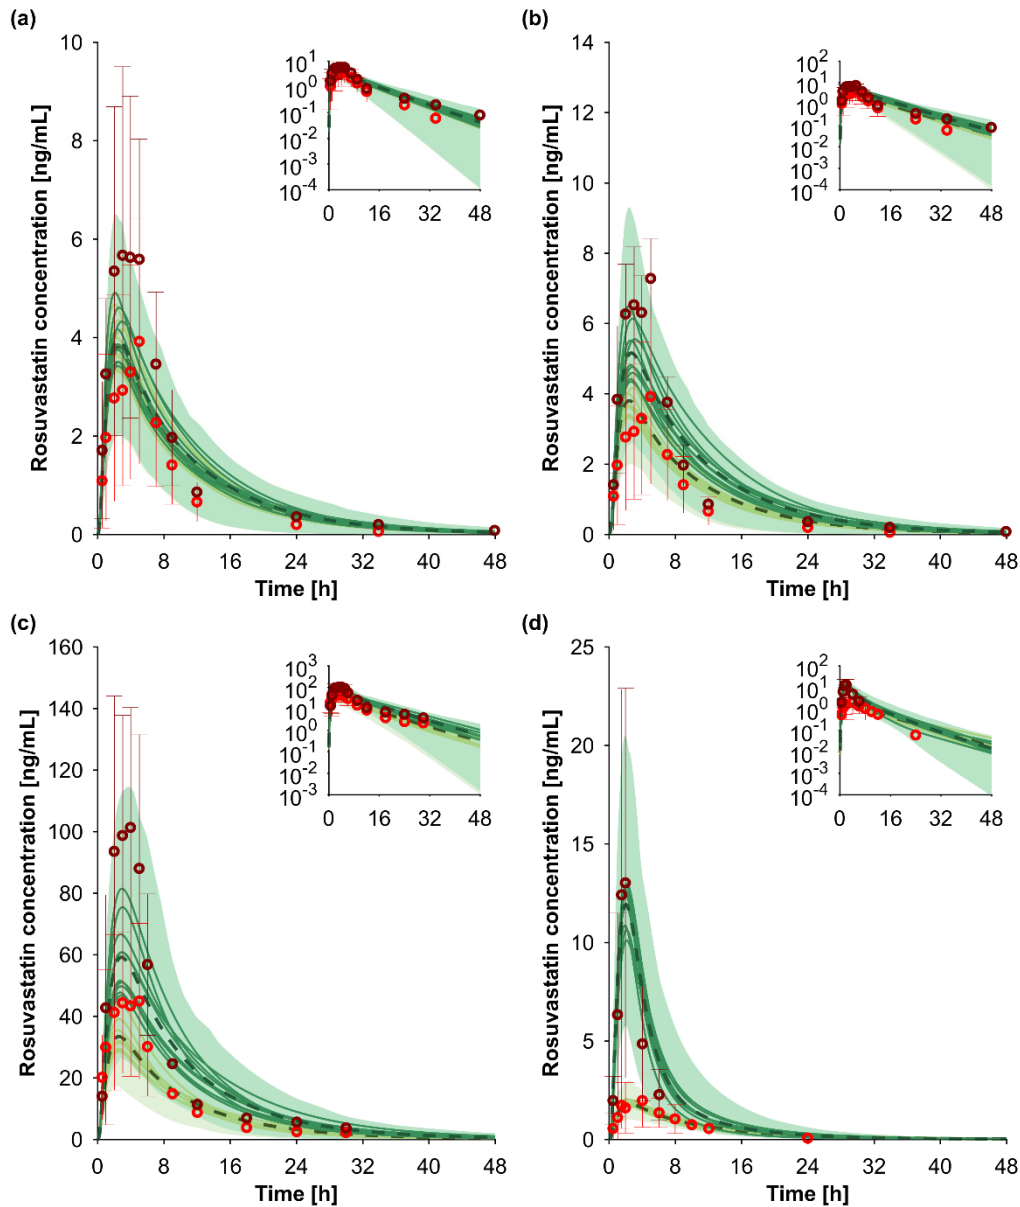 (a)
Rosuvastatin concentration [ng/mL]
10
8
6
4
2
0
0 8 16 24 32 40 48
Time [h]
10^1
10^0
10^-1
10^-2
10^-3
10^-4
0 16 32 48
(b)
Rosuvastatin concentration [ng/mL]
14
12
10
8
6
4
2
0
0 8 16 24 32 40 48
Time [h]
10^2
10^1
10^0
10^-1
10^-2
10^-3
10^-4
0 16 32 48
(c)
Rosuvastatin concentration [ng/mL]
160
140
120
100
80
60
40
20
0
0 8 16 24 32 40 48
Time [h]
10^3
10^2
10^1
10^0
10^-1
10^-2
10^-3
0 16 32 48
(d)
Rosuvastatin concentration [ng/mL]
25
20
15
10
5
0
0 8 16 24 32 40 48
Time [h]
10^2
10^1
10^0
10^-1
10^-2
10^-3
10^-4
0 16 32 48